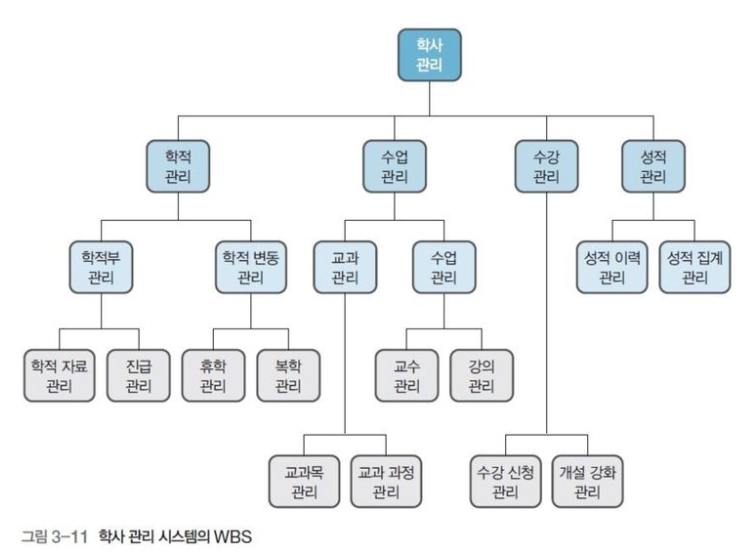 학사
관리
학적
관리
수업
관리
수강
관리
성적
관리
학적부
관리
학적 변동
관리
교과
관리
수업
관리
성적 이력
관리
성적 집계
관리
학적 자료
관리
진급
관리
휴학
관리
복학
관리
교수
관리
강의
관리
교과목
관리
교과 과정
관리
수강 신청
관리
개설 강화
관리
그림 3-11 학사 관리 시스템의 WBS